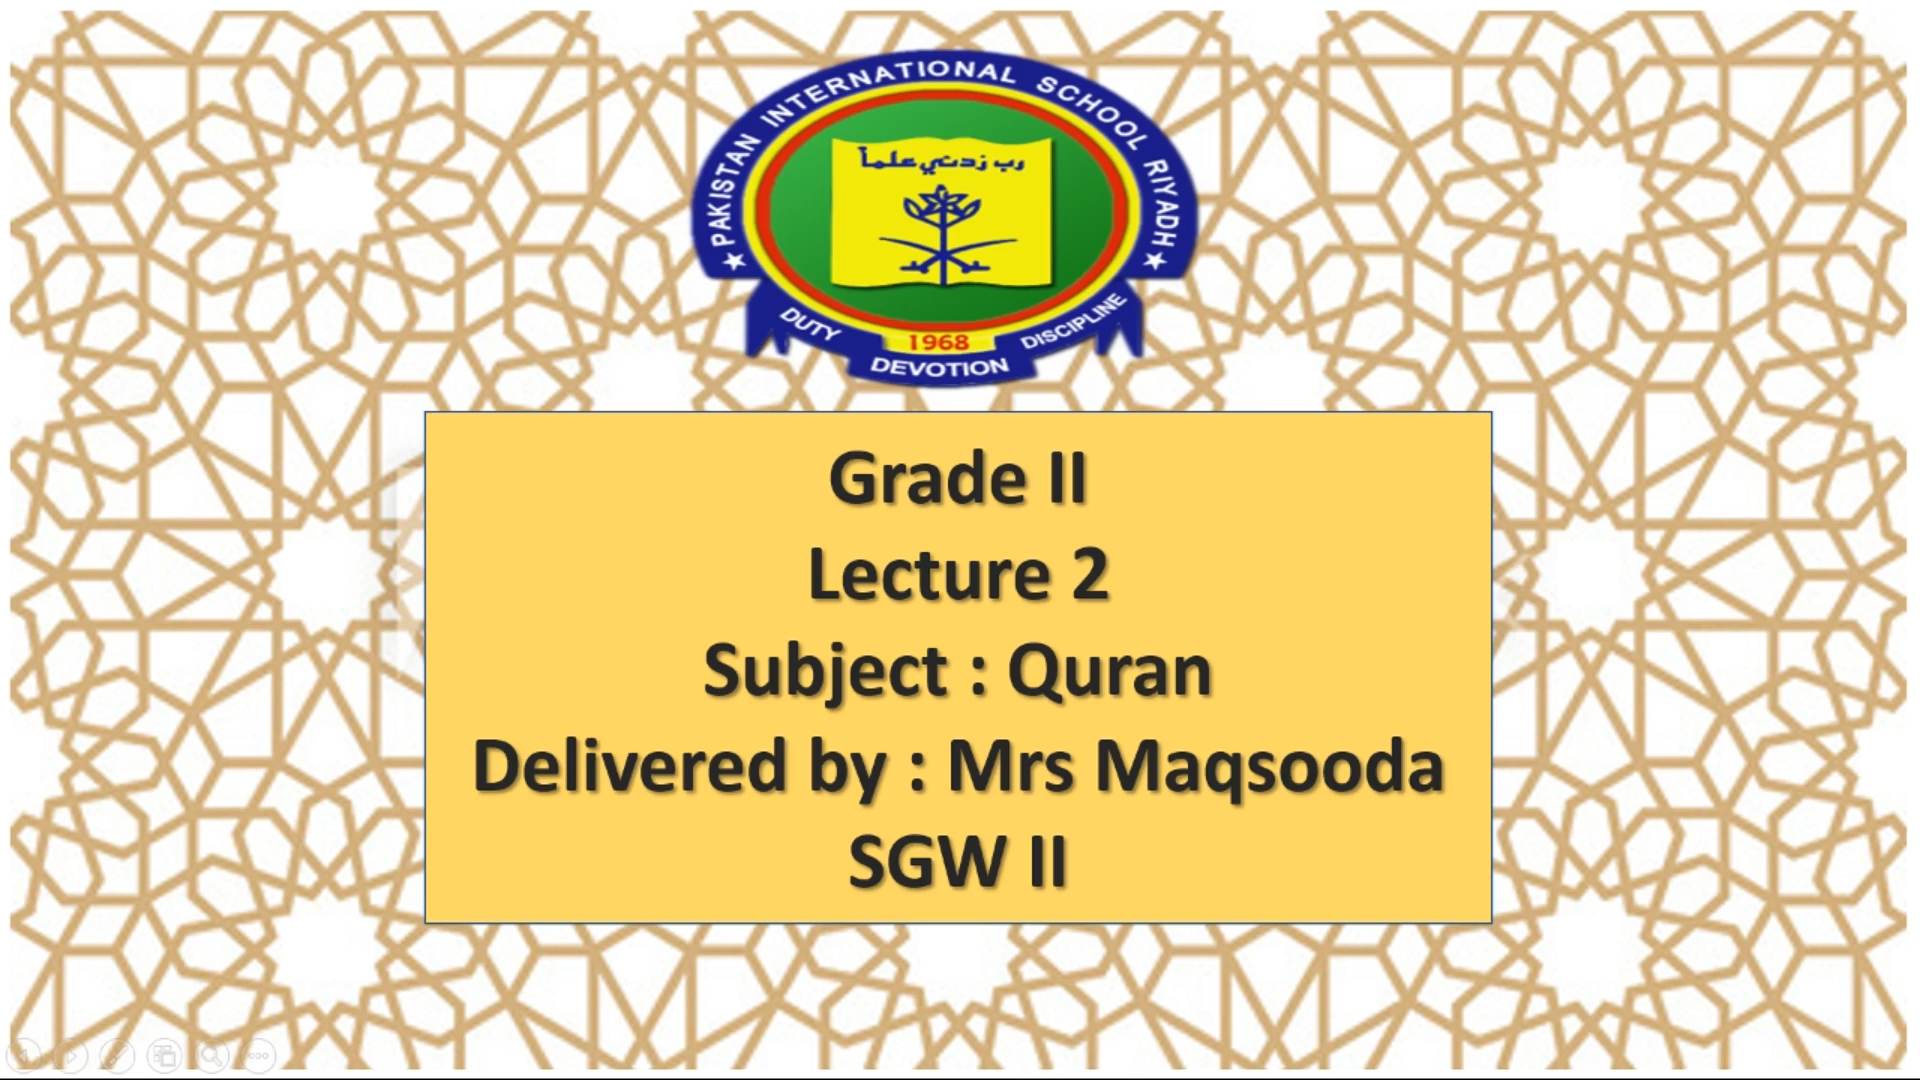 PAKISTAN INTERNATIONAL SCHOOL RIYADH
رب زدني علماً
DUTY
1968
DISCIPLINE
DEVOTION
Grade II
Lecture 2
Subject : Quran
Delivered by : Mrs Maqsooda
SGW II